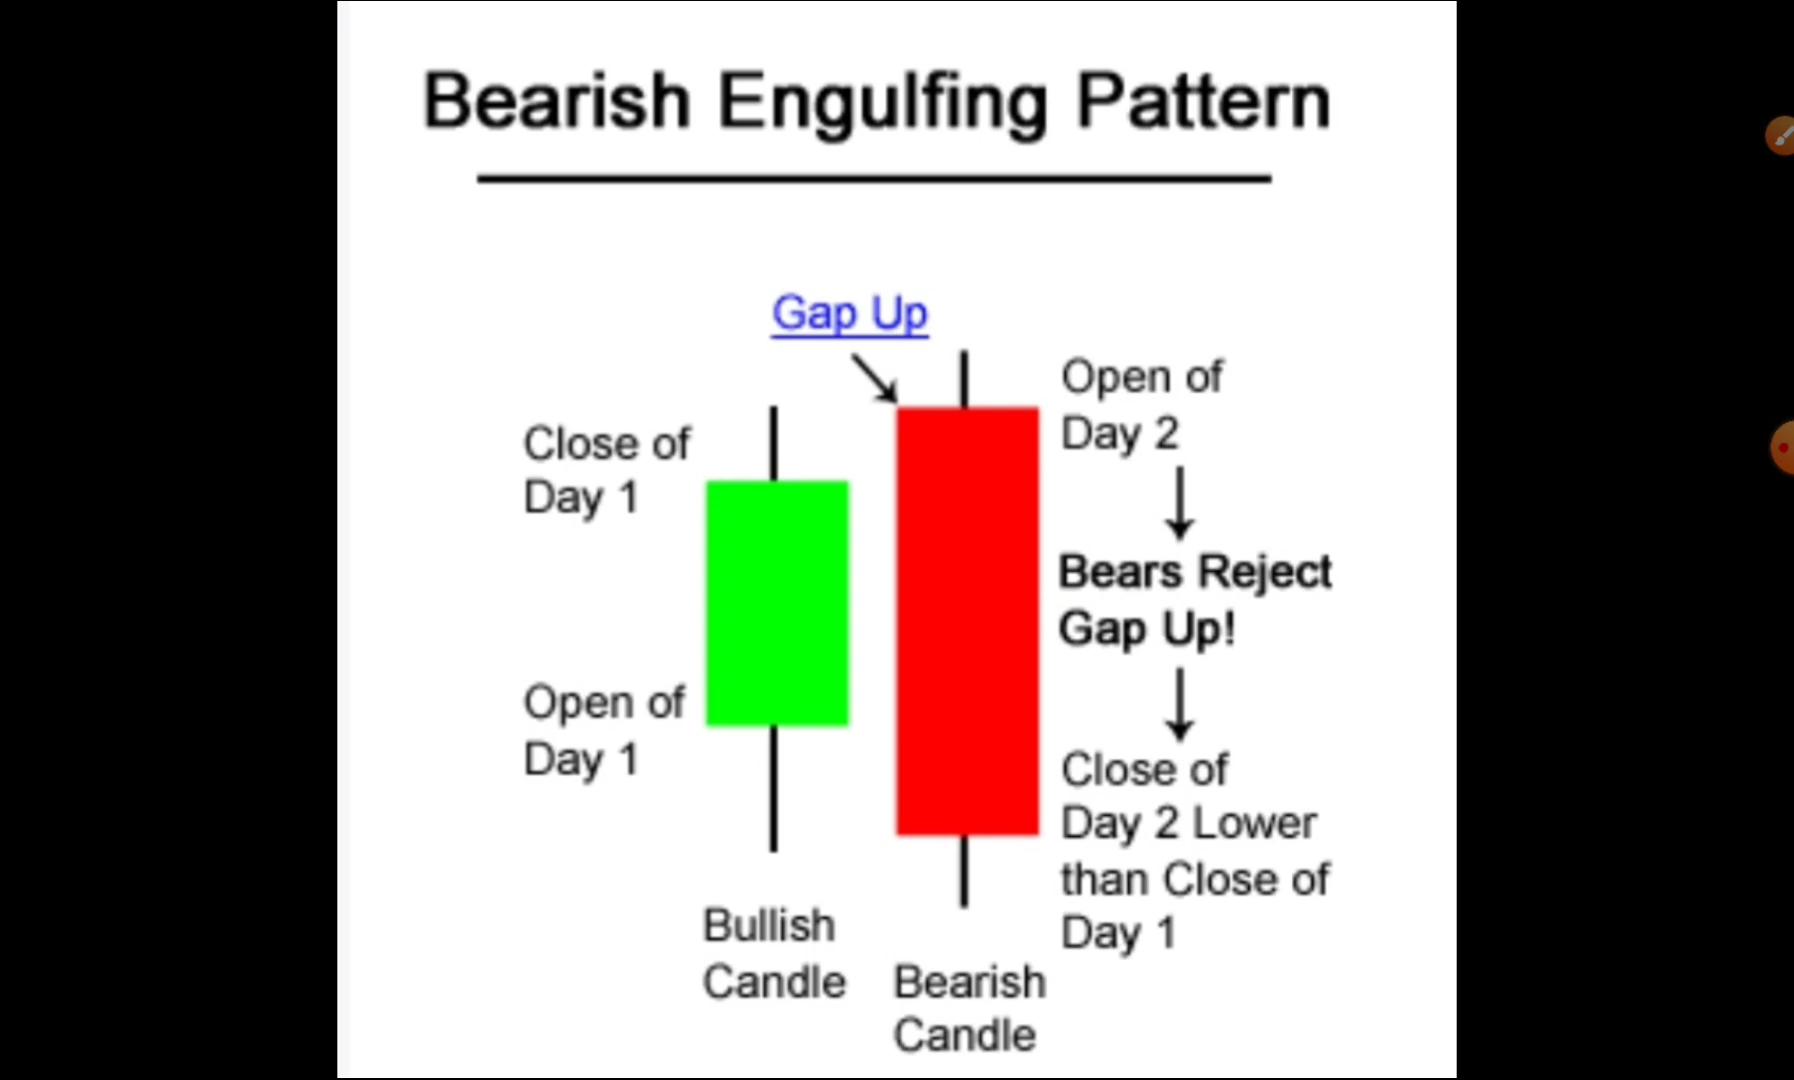 Bearish Engulfing Pattern
Gap Up
Close of
Day 1
Open of
Day 1
Open of
Day 2
Bears Reject
Gap Up!
Close of
Day 2 Lower
than Close of
Day 1
Bullish
Candle
Bearish
Candle